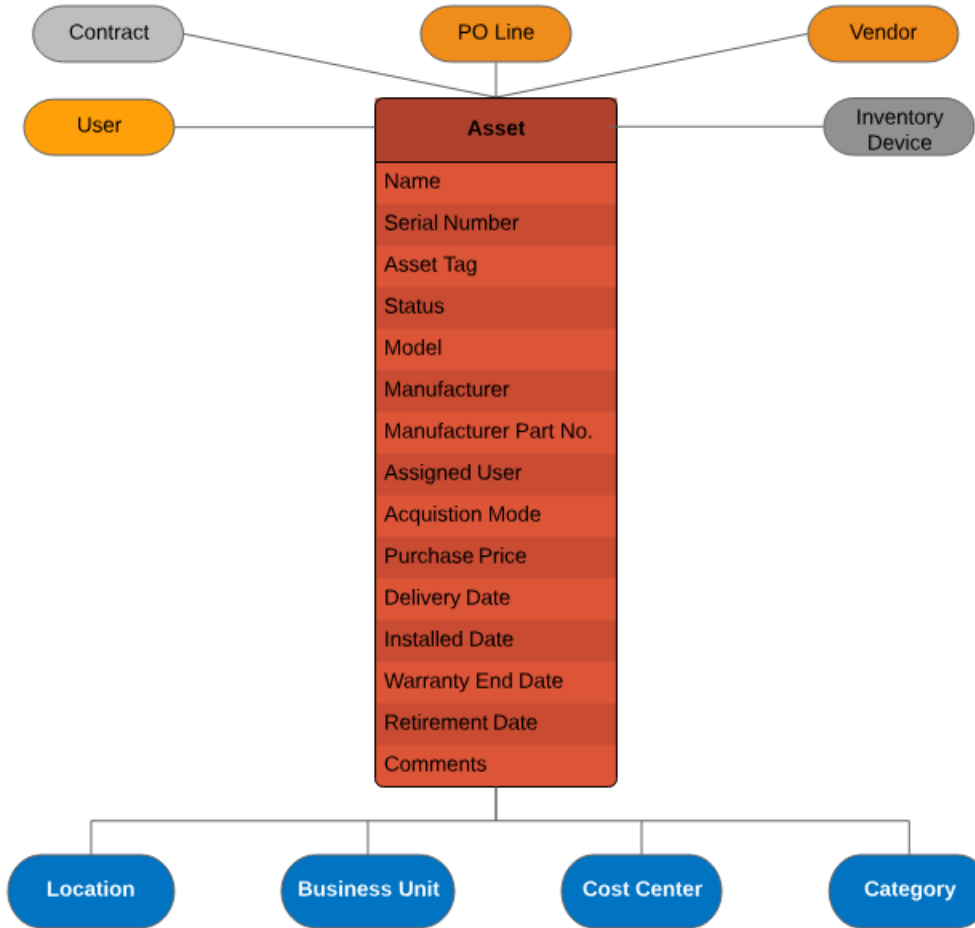 Contract
PO Line
Vendor
User
Asset
Inventory
Device
Name
Serial Number
Asset Tag
Status
Model
Manufacturer
Manufacturer Part No.
Assigned User
Acquistion Mode
Purchase Price
Delivery Date
Installed Date
Warranty End Date
Retirement Date
Comments
Location
Business Unit
Cost Center
Category